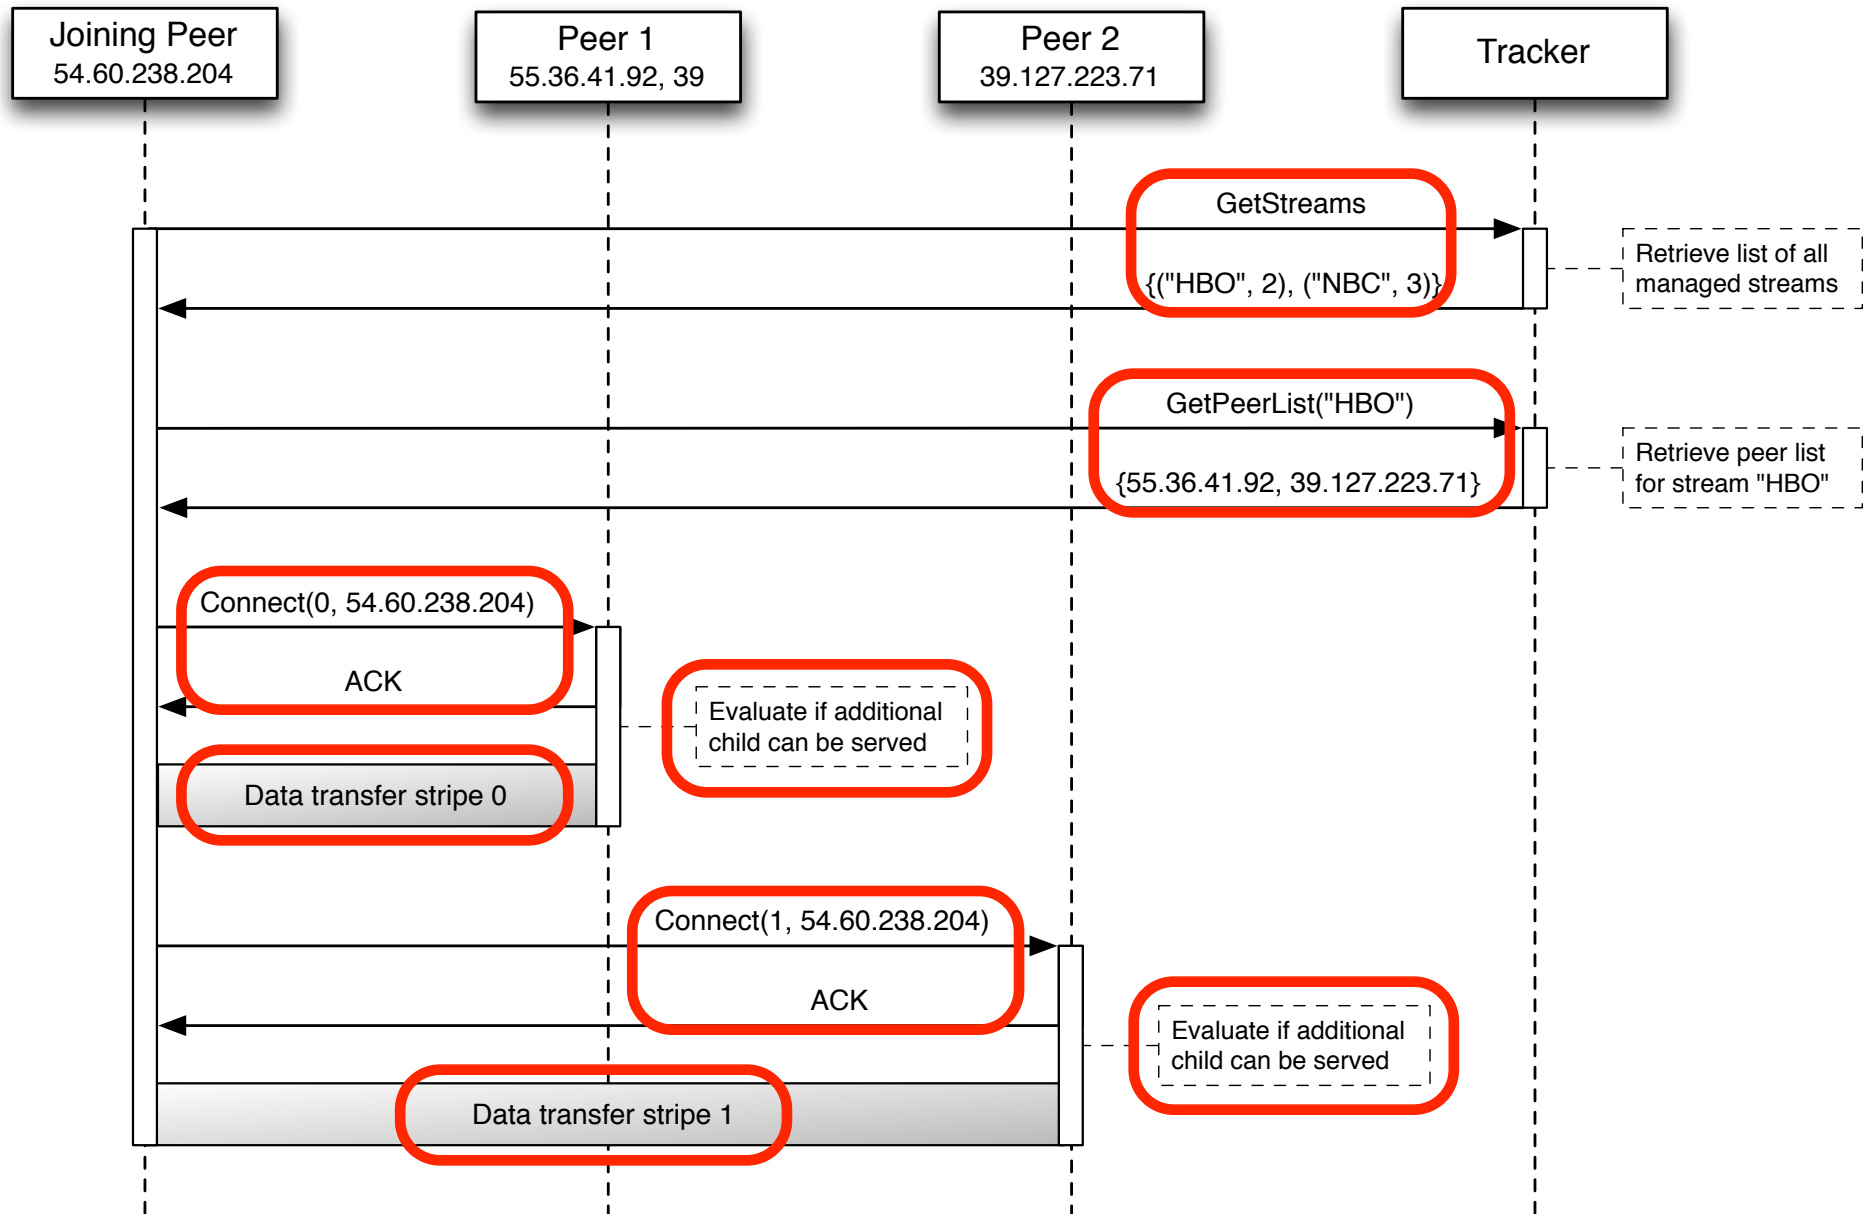 Joining Peer
54.60.238.204
Peer 1
55.36.41.92, 39
Peer 2
39.127.223.71
Tracker
GetStreams
{("HBO", 2), ("NBC", 3)}
Retrieve list of all
managed streams
GetPeerList("HBO")
{55.36.41.92, 39.127.223.71}
Retrieve peer list
for stream "HBO"
Connect(0, 54.60.238.204)
ACK
Evaluate if additional
child can be served
Data transfer stripe 0
Connect(1, 54.60.238.204)
ACK
Evaluate if additional
child can be served
Data transfer stripe 1